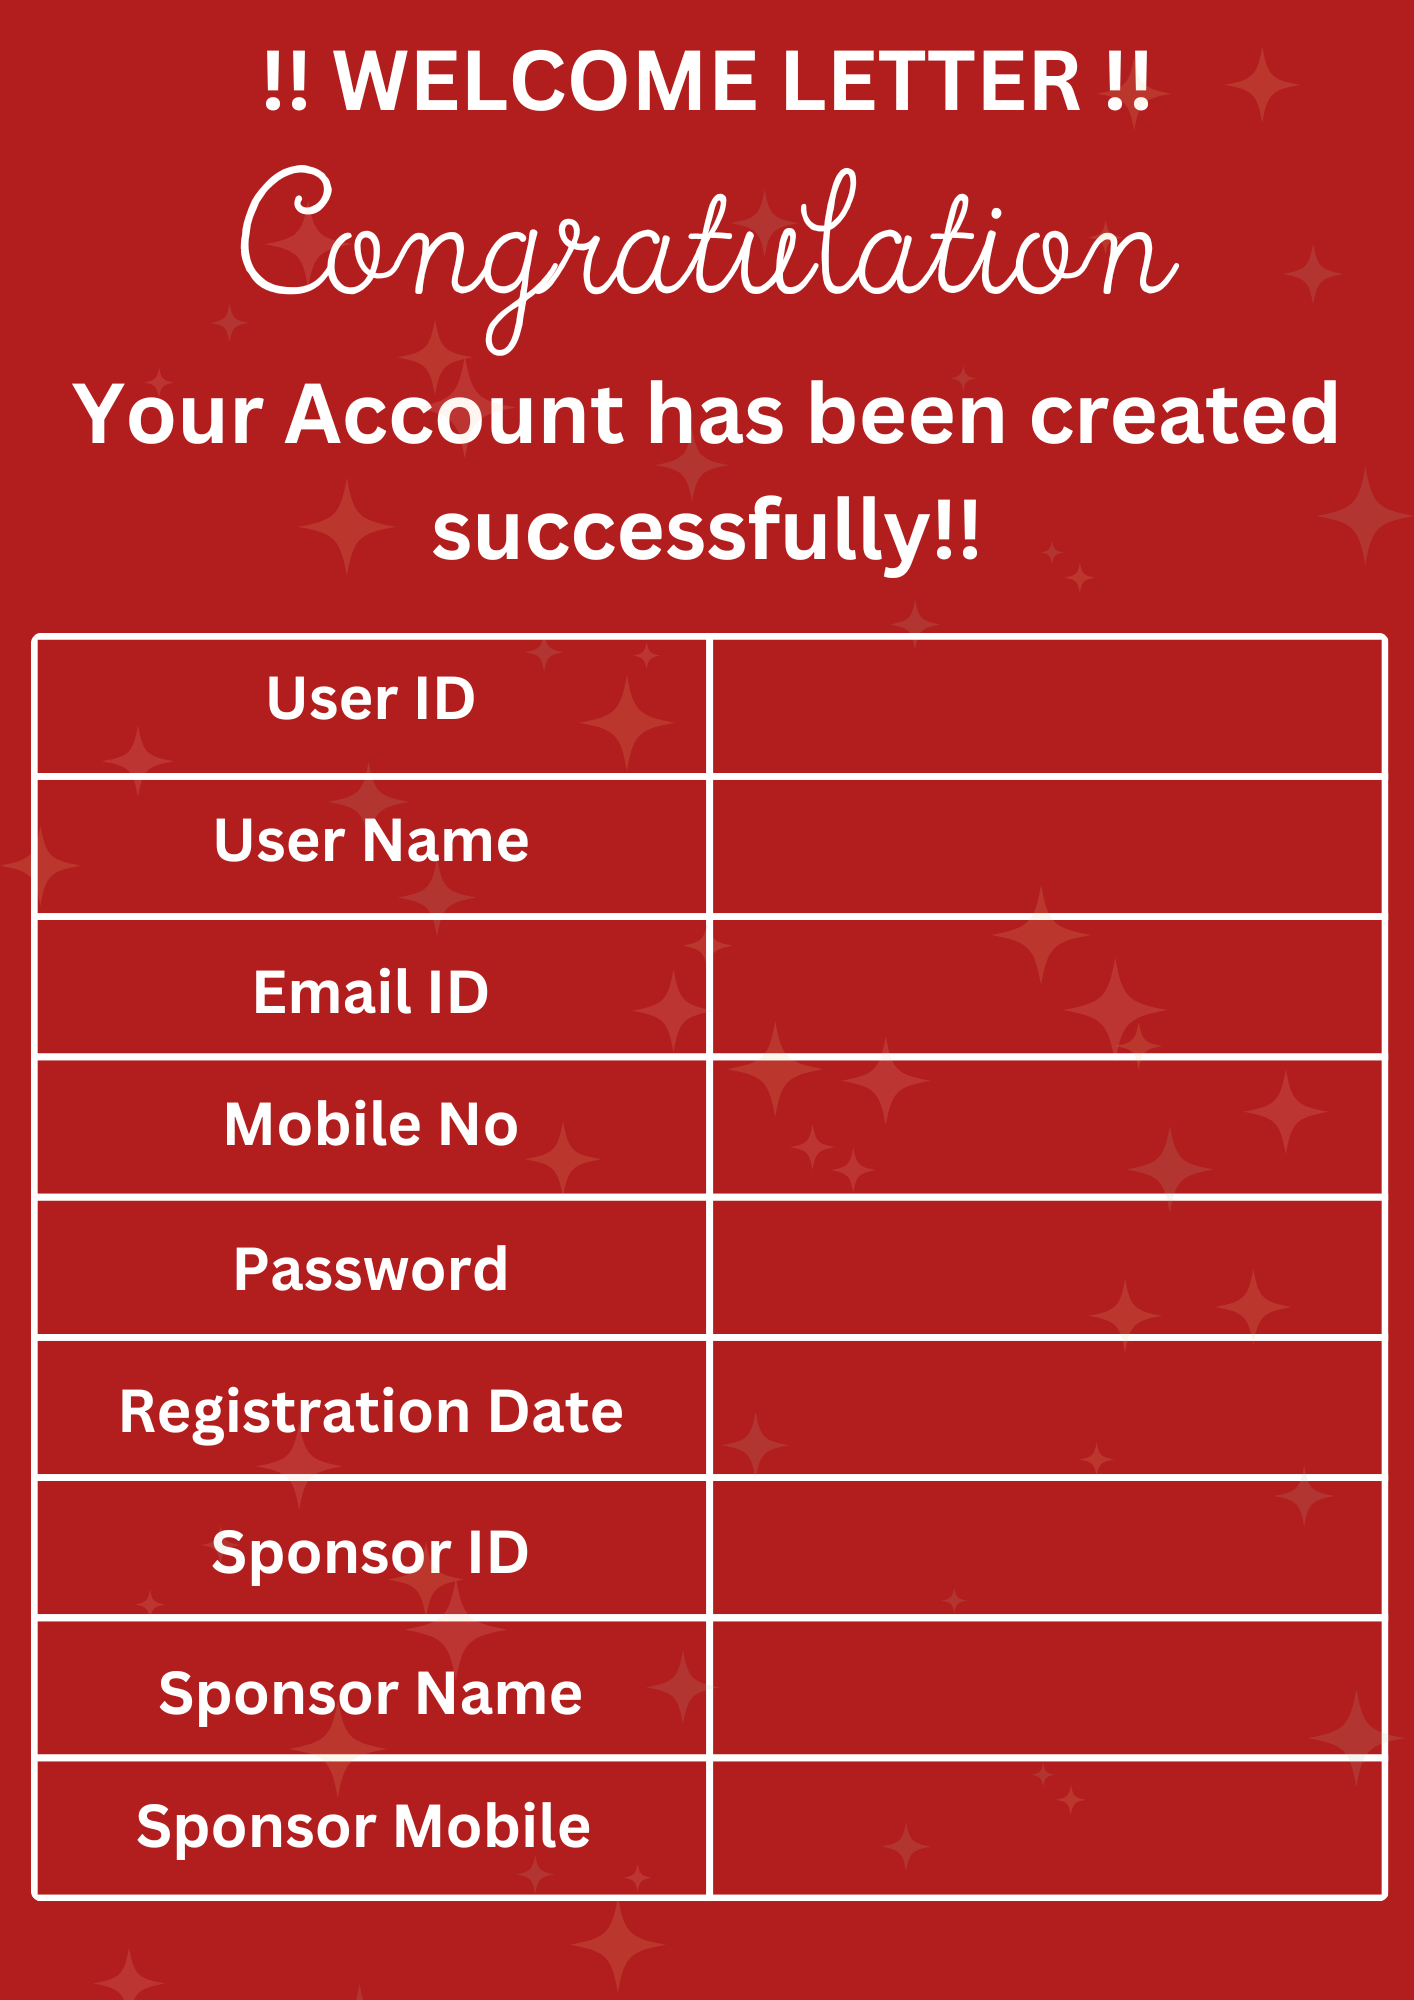 !! WELCOME LETTER !!
Congratulation
Your Account has been created
successfully!!
User ID
User Name
Email ID
Mobile No
Password
Registration Date
Sponsor ID
Sponsor Name
Sponsor Mobile